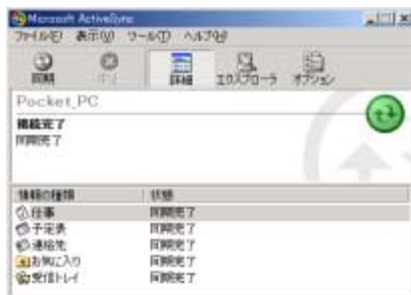 Microsoft ActiveSync
ファイル(F) 表示(V) ツール(T) ヘルプ(H)
同期 中止 詳細 エクスプローラ オプション
Pocket_PC
接続完了
同期完了
情報の種類 状態
仕事 同期完了
予定表 同期完了
連絡先 同期完了
お気に入り 同期完了
受信トレイ 同期完了